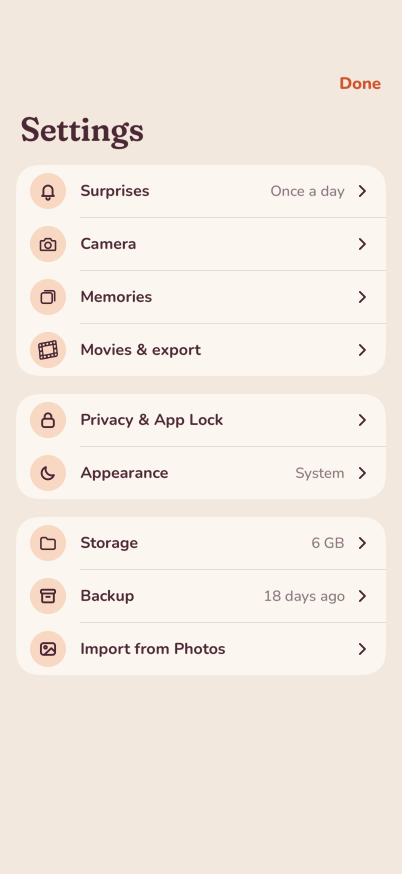 Done
Settings
Surprises Once a day
Camera
Memories
Movies & export
Privacy & App Lock
Appearance System
Storage 6 GB
Backup 18 days ago
Import from Photos